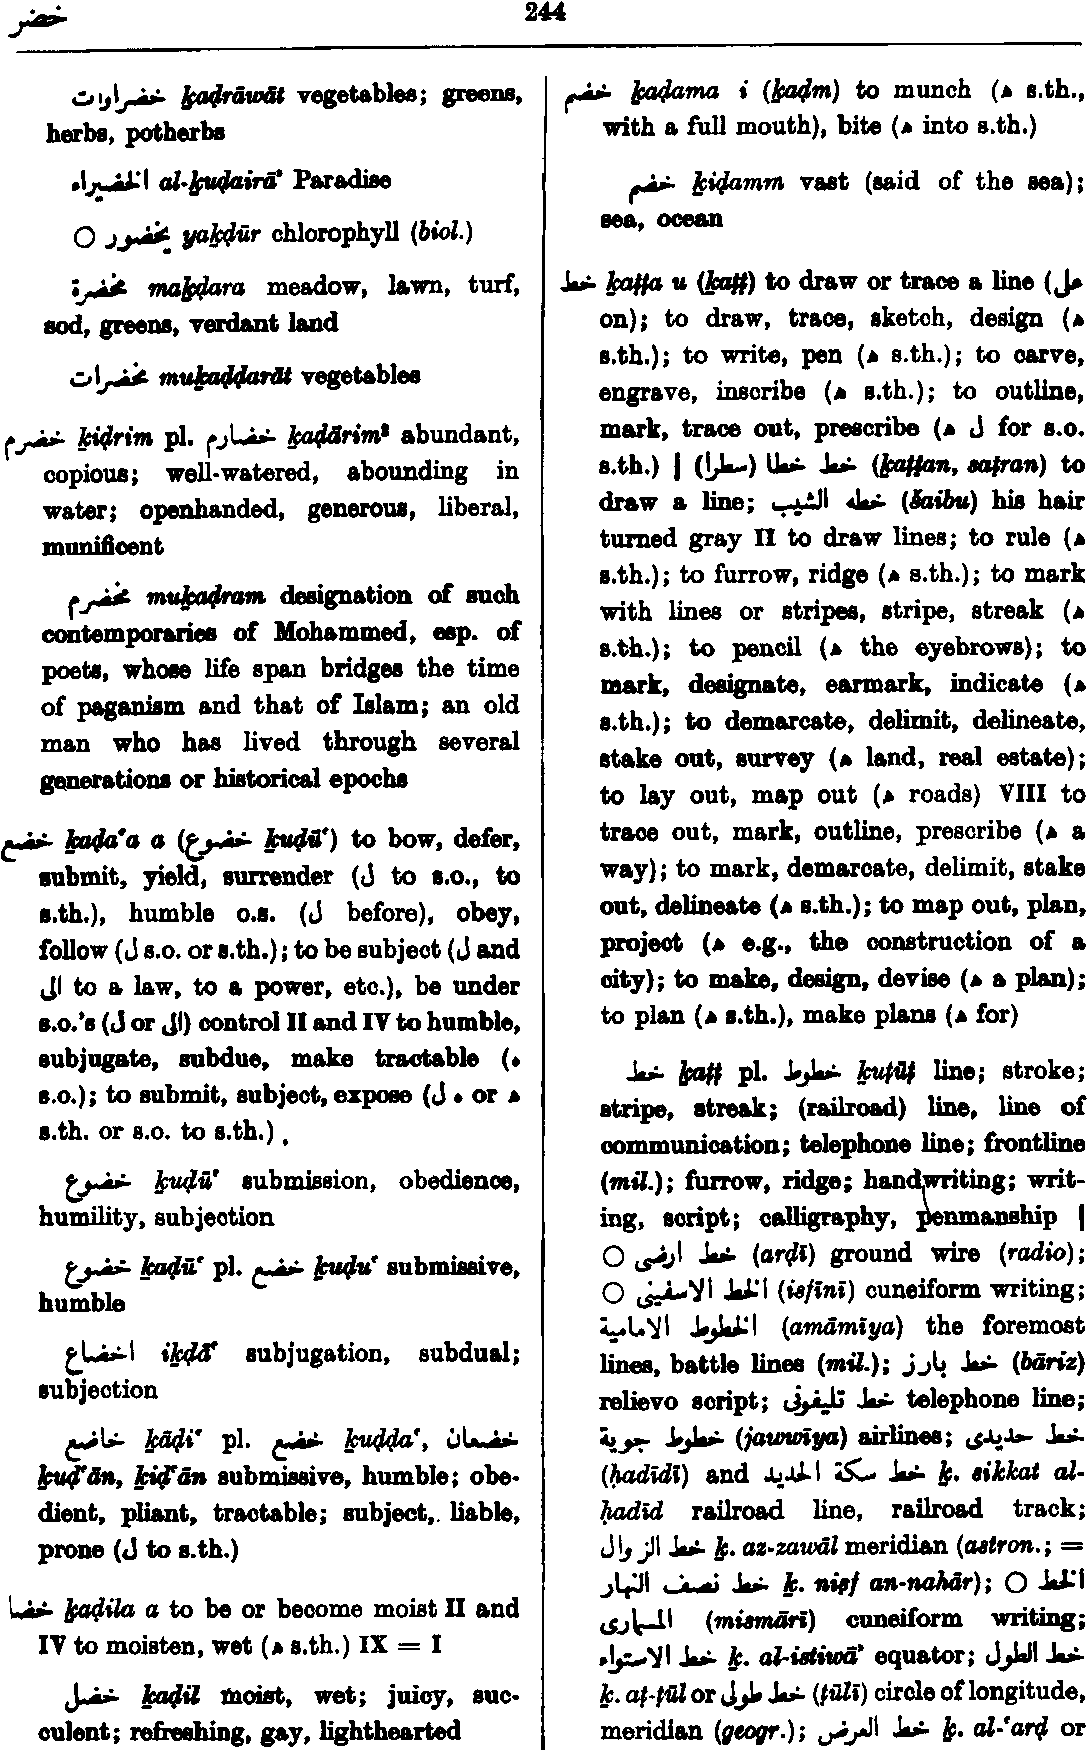 خضر
244
خضراوات ḵaḍrāwāt vegetables; greens,
herbs, potherbs
الخضيراء al-ḵuḍairāʾ Paradise
○ يخضور yaḵḍūr chlorophyll (biol.)
مخضرة maḵḍara meadow, lawn, turf,
sod, greens, verdant land
مخضرات muḵaḍḍarāt vegetables
خضرم ḵiḍrim pl. خضارم ḵaḍārim² abundant,
copious; well-watered, abounding in
water; openhanded, generous, liberal,
munificent
مخضرم muḵaḍram designation of such
contemporaries of Mohammed, esp. of
poets, whose life span bridges the time
of paganism and that of Islam; an old
man who has lived through several
generations or historical epochs
خضع ḵaḍaʿa a (خضوع ḵuḍūʿ) to bow, defer,
submit, yield, surrender (ل to s.o., to
s.th.), humble o.s. (ل before), obey,
follow (ل s.o. or s.th.); to be subject (ل and
الى to a law, to a power, etc.), be under
s.o.'s (ل or الى) control II and IV to humble,
subjugate, subdue, make tractable (ه
s.o.); to submit, subject, expose (ل ه or ﻫ
s.th. or s.o. to s.th.)
خضوع ḵuḍūʿ submission, obedience,
humility, subjection
خضوع ḵaḍūʿ pl. خضع ḵuḍuʿ submissive,
humble
اخضاع iḵḍāʿ subjugation, subdual;
subjection
خاضع ḵāḍiʿ pl. خضع ḵuḍḍaʿ, خضعان
ḵuḍʿān, ḵiḍʿān submissive, humble; obe-
dient, pliant, tractable; subject, liable,
prone (ل to s.th.)
خضل ḵaḍila a to be or become moist II and
IV to moisten, wet (ﻫ s.th.) IX = I
خضل ḵaḍil moist, wet; juicy, suc-
culent; refreshing, gay, lighthearted
خضم ḵaḍama i (ḵaḍm) to munch (ﻫ s.th.,
with a full mouth), bite (ﻫ into s.th.)
خضم ḵiḍamm vast (said of the sea);
sea, ocean
خط ḵaṭṭa u (ḵaṭṭ) to draw or trace a line (على
on); to draw, trace, sketch, design (ﻫ
s.th.); to write, pen (ﻫ s.th.); to carve,
engrave, inscribe (ﻫ s.th.); to outline,
mark, trace out, prescribe (ﻫ ل for s.o.
s.th.) | خط خطا (سطرا) (ḵaṭṭan, saṭran) to
draw a line; خطه الشيب (šaibu) his hair
turned gray II to draw lines; to rule (ﻫ
s.th.); to furrow, ridge (ﻫ s.th.); to mark
with lines or stripes, stripe, streak (ﻫ
s.th.); to pencil (ﻫ the eyebrows); to
mark, designate, earmark, indicate (ﻫ
s.th.); to demarcate, delimit, delineate,
stake out, survey (ﻫ land, real estate);
to lay out, map out (ﻫ roads) VIII to
trace out, mark, outline, prescribe (ﻫ a
way); to mark, demarcate, delimit, stake
out, delineate (ﻫ s.th.); to map out, plan,
project (ﻫ e.g., the construction of a
city); to make, design, devise (ﻫ a plan);
to plan (ﻫ s.th.), make plans (ﻫ for)
خط ḵaṭṭ pl. خطوط ḵuṭūṭ line; stroke;
stripe, streak; (railroad) line, line of
communication; telephone line; frontline
(mil.); furrow, ridge; handwriting; writ-
ing, script; calligraphy, penmanship |
○ خط ارضى (arḍī) ground wire (radio);
○ الخط الاسفينى (isfīnī) cuneiform writing;
الخطوط الامامية (amāmīya) the foremost
lines, battle lines (mil.); خط بارز (bāriz)
relievo script; خط تليفونى telephone line;
خطوط جوية (jawwīya) airlines; خط حديدى
(ḥadīdī) and خط سكة الحديد ḵ. sikkat al-
ḥadīd railroad line, railroad track;
خط الزوال ḵ. az-zawāl meridian (astron.; =
خط نصف النهار ḵ. niṣf an-nahār); ○ الخط
المسمارى (mismārī) cuneiform writing;
خط الاستواء ḵ. al-istiwāʾ equator; خط الطول
ḵ. aṭ-ṭūl or خط طولى (ṭūlī) circle of longitude,
meridian (geogr.); خط العرض ḵ. al-ʿarḍ or